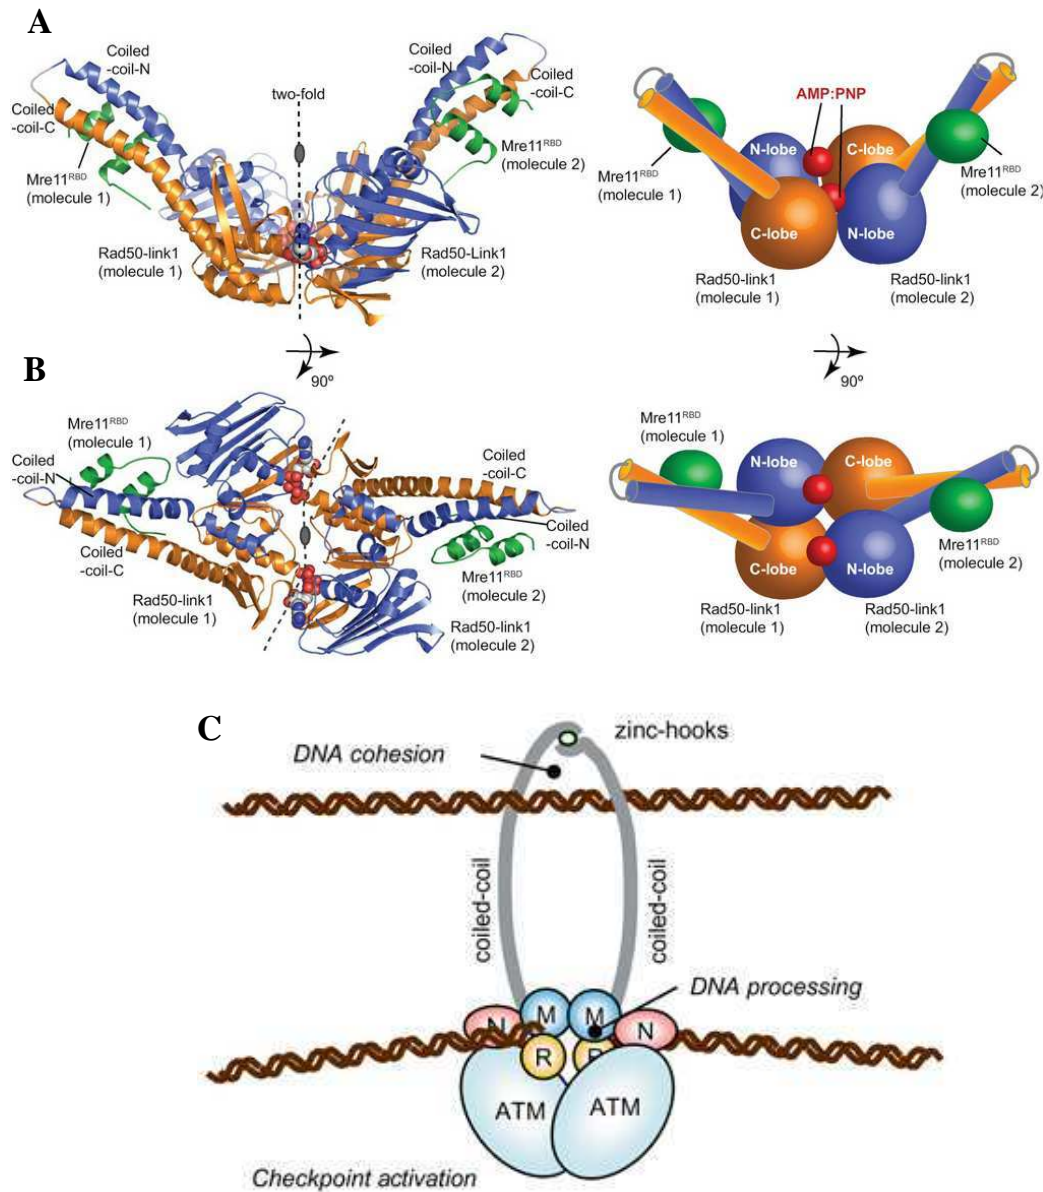 A
Coiled
-coil-N
Coiled
-coil-C
Mre11RBD
(molecule 1)
Rad50-link1
(molecule 1)
two-fold
Coiled
-coil-N
Coiled
-coil-C
Mre11RBD
(molecule 2)
Rad50-Link1
(molecule 2)
AMP:PNP
N-lobe
C-lobe
Mre11RBD
(molecule 1)
Mre11RBD
(molecule 2)
C-lobe
N-lobe
Rad50-link1
(molecule 1)
Rad50-link1
(molecule 2)
90º
90º
B
Mre11RBD
(molecule 1)
Coiled
-coil-N
Coiled
-coil-C
Rad50-link1
(molecule 1)
Coiled
-coil-C
Coiled
-coil-N
Mre11RBD
(molecule 2)
Rad50-link1
(molecule 2)
Mre11RBD
(molecule 1)
N-lobe
C-lobe
Mre11RBD
(molecule 2)
C-lobe
N-lobe
Rad50-link1
(molecule 1)
Rad50-link1
(molecule 2)
C
zinc-hooks
DNA cohesion
coiled-coil
coiled-coil
DNA processing
N
M
M
N
R
R
ATM
ATM
Checkpoint activation